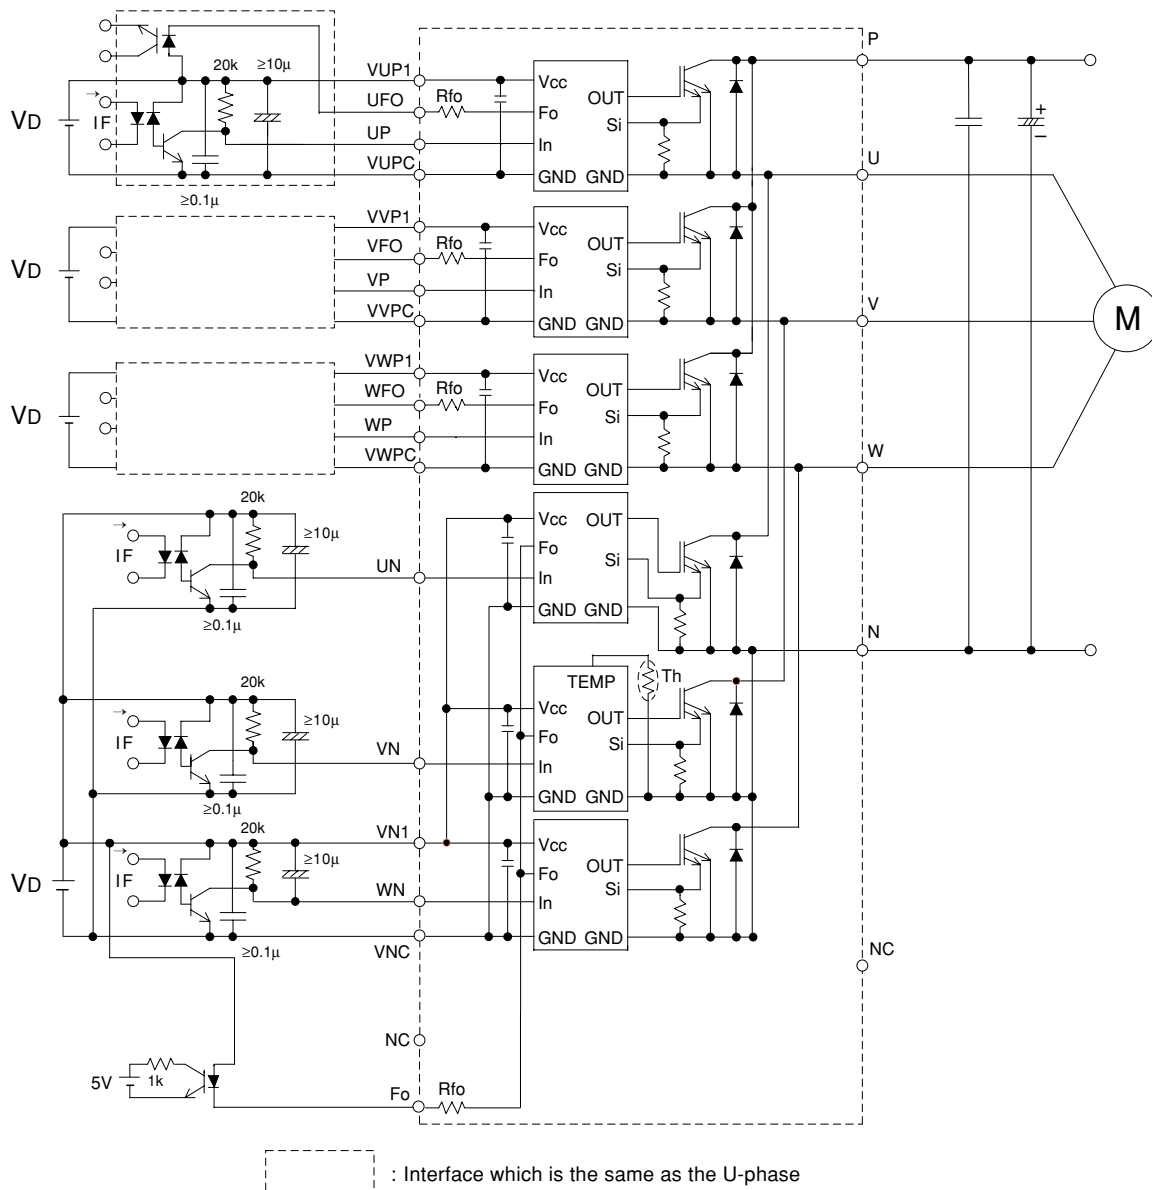 P
20k
≥10μ
VUP1
Vcc
UFO
Rfo
Fo
OUT
VD
IF
UP
In
Si
+
–
VUPC
GND GND
U
≥0.1μ
VVP1
Vcc
VFO
Rfo
Fo
OUT
VD
VP
In
Si
VVPC
GND GND
V
M
VWP1
Vcc
WFO
Rfo
Fo
OUT
VD
WP
In
Si
VWPC
GND GND
W
20k
≥10μ
IF
Vcc
OUT
Fo
Si
UN
In
GND GND
≥0.1μ
N
TEMP
Th
20k
≥10μ
IF
Vcc
OUT
Fo
Si
VN
In
GND GND
≥0.1μ
20k
VN1
Vcc
≥10μ
IF
OUT
Fo
VD
Si
WN
In
GND GND
≥0.1μ
VNC
NC
NC
5V
1k
Fo
Rfo
: Interface which is the same as the U-phase